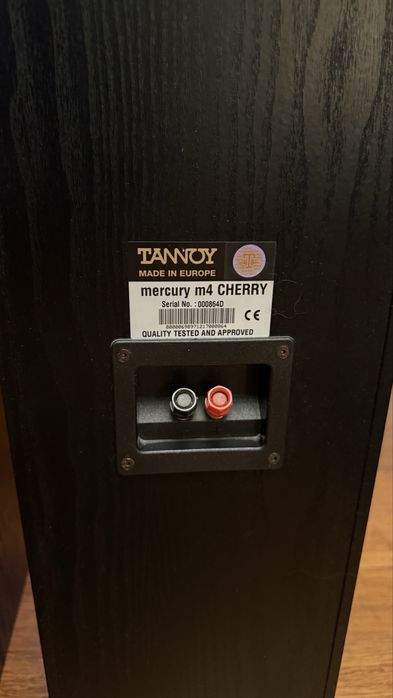 TANNOY
MADE IN EUROPE
mercury m4 CHERRY
Serial No. : 000864D
CE
QUALITY TESTED AND APPROVED